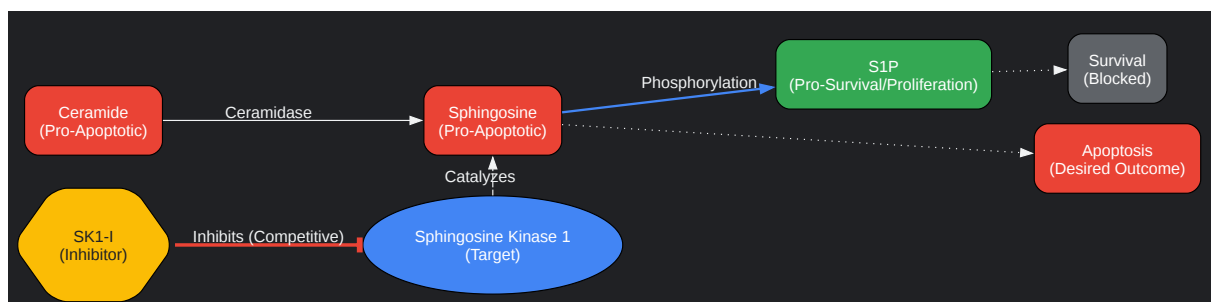 Ceramide
(Pro-Apoptotic)
Ceramidase
Sphingosine
(Pro-Apoptotic)
Phosphorylation
S1P
(Pro-Survival/Proliferation)
Survival
(Blocked)
Apoptosis
(Desired Outcome)
Catalyzes
SK1-I
(Inhibitor)
Inhibits (Competitive)
Sphingosine Kinase 1
(Target)